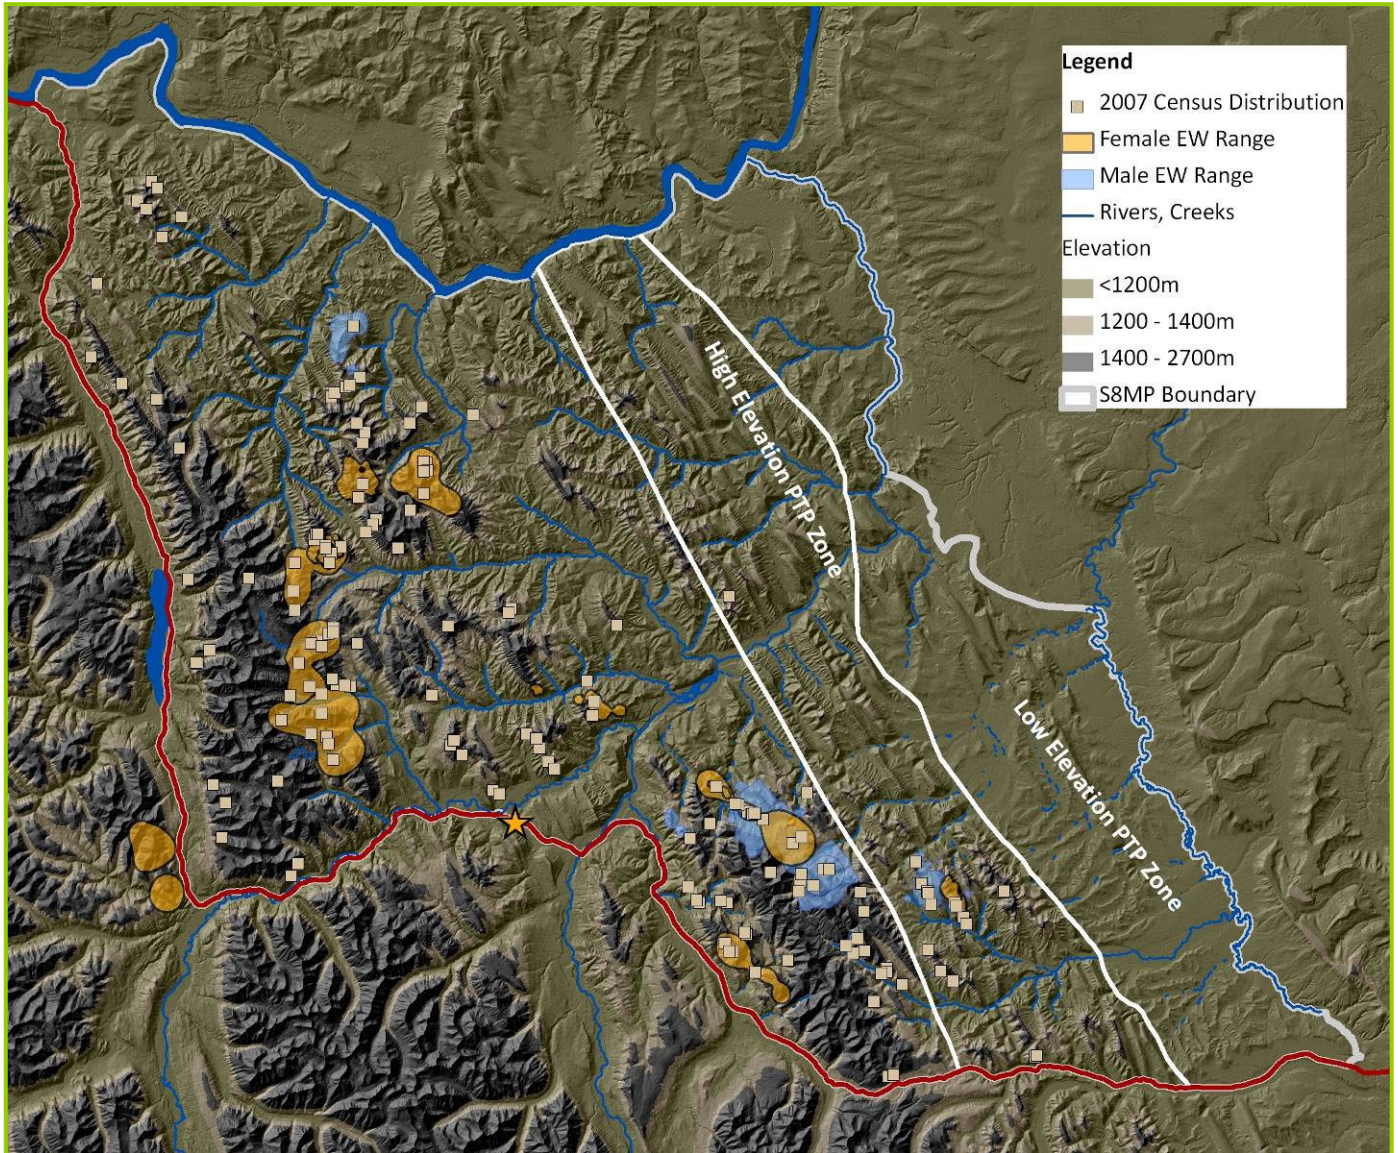 Legend
2007 Census Distribution
Female EW Range
Male EW Range
Rivers, Creeks
Elevation
<1200m
1200 - 1400m
1400 - 2700m
S8MP Boundary
High Elevation PTP Zone
Low Elevation PTP Zone